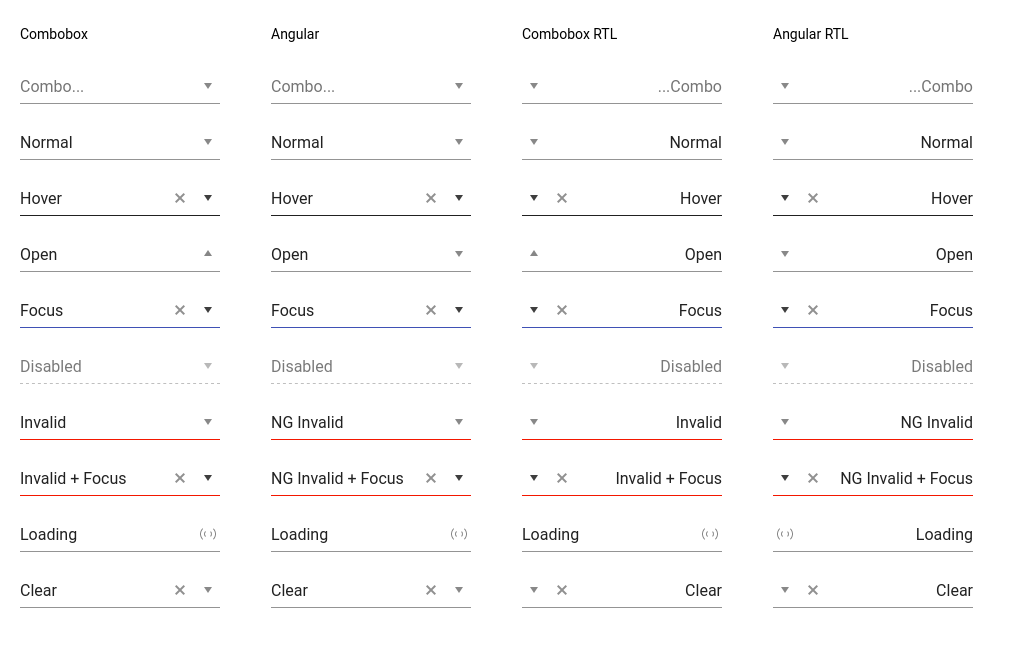 Combobox Angular Combobox RTL Angular RTL
Combo... Combo... ...Combo ...Combo
Normal Normal Normal Normal
Hover Hover Hover Hover
Open Open Open Open
Focus Focus Focus Focus
Disabled Disabled Disabled Disabled
Invalid NG Invalid Invalid NG Invalid
Invalid + Focus NG Invalid + Focus Invalid + Focus NG Invalid + Focus
Loading Loading Loading Loading
Clear Clear Clear Clear